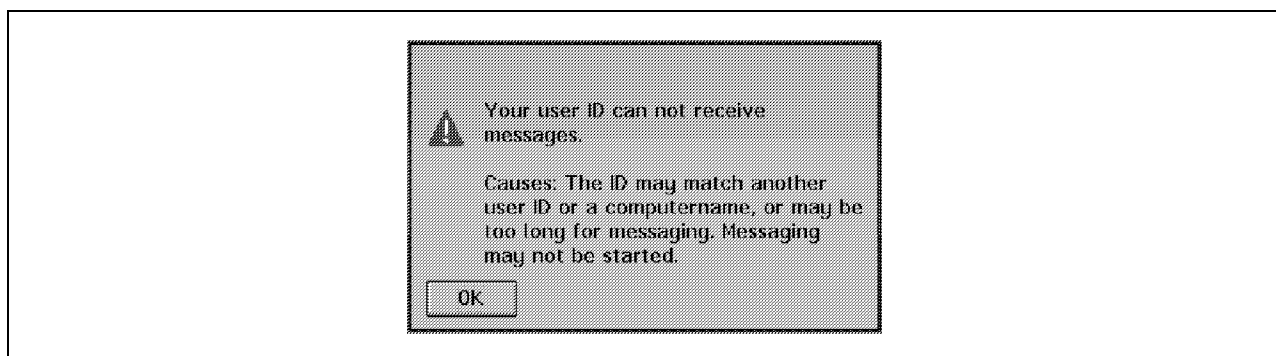 Your user ID can not receive
messages.
Causes: The ID may match another
user ID or a computername, or may be
too long for messaging. Messaging
may not be started.
OK